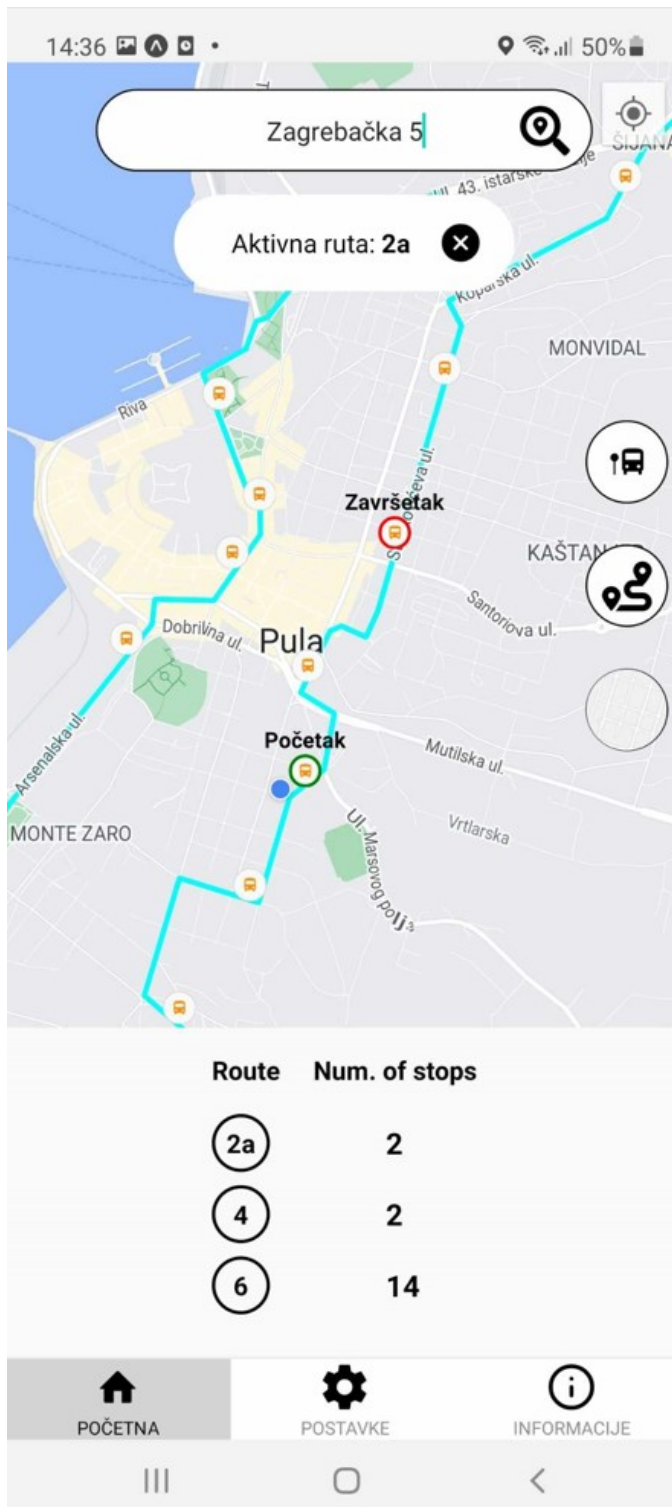 14:36
50%
Zagrebačka 5
ŠIJANA
Ul. 43. istarske
Aktivna ruta: 2a
Koparska ul.
MONVIDAL
Riva
Završetak
KAŠTANJER
Santoriova ul.
Dobrilina ul.
Pula
Arsenalska ul.
Početak
Mutilska ul.
MONTE ZARO
Ul. Marsovog polja
Vrtlarska
Route Num. of stops
2a 2
4 2
6 14
POČETNA POSTAVKE INFORMACIJE